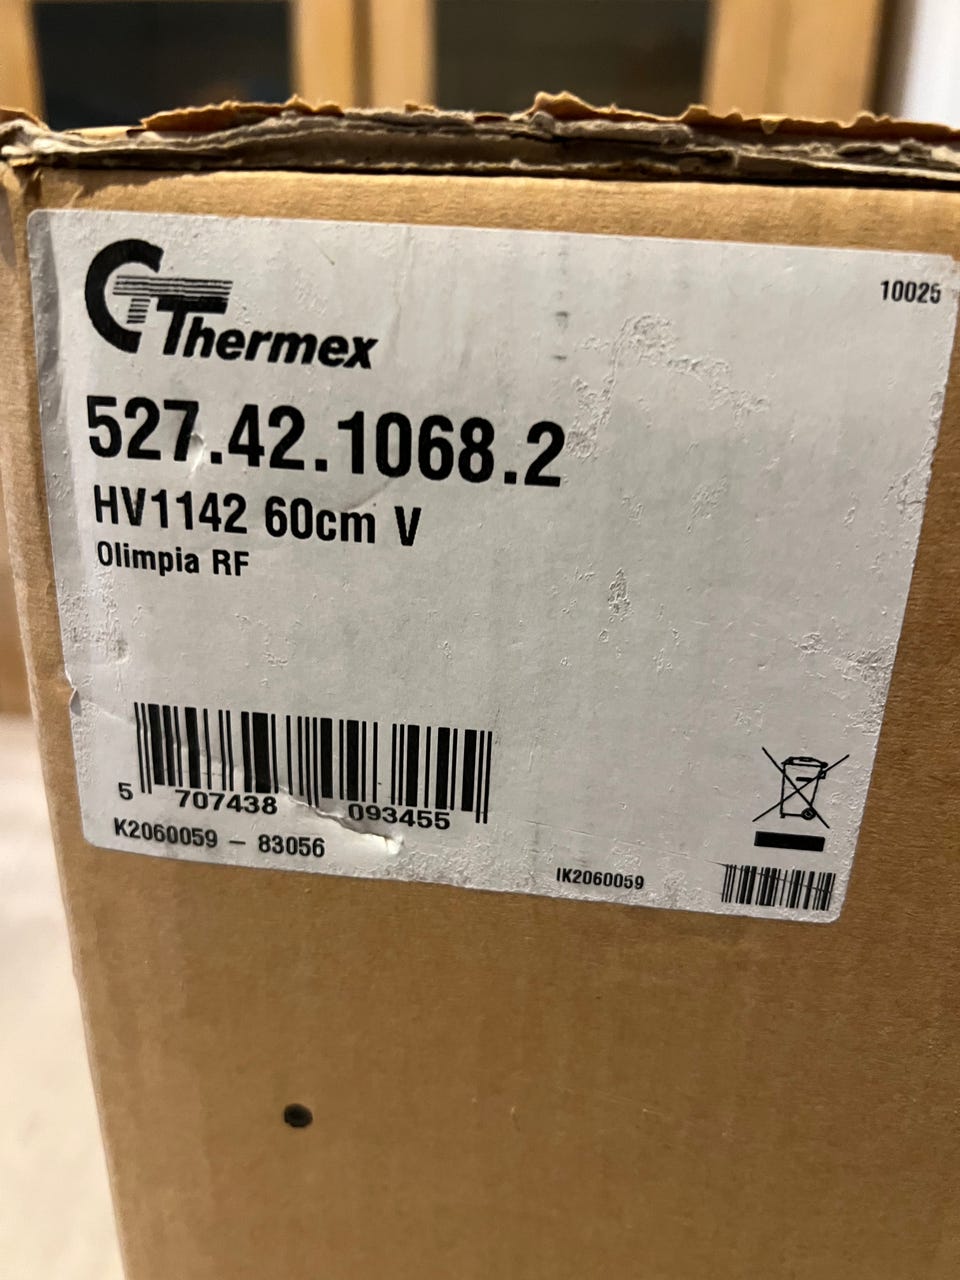 Thermex
10025
527.42.1068.2
HV1142 60cm V
Olimpia RF
5 707438 093455
K2060059 – 83056
IK2060059